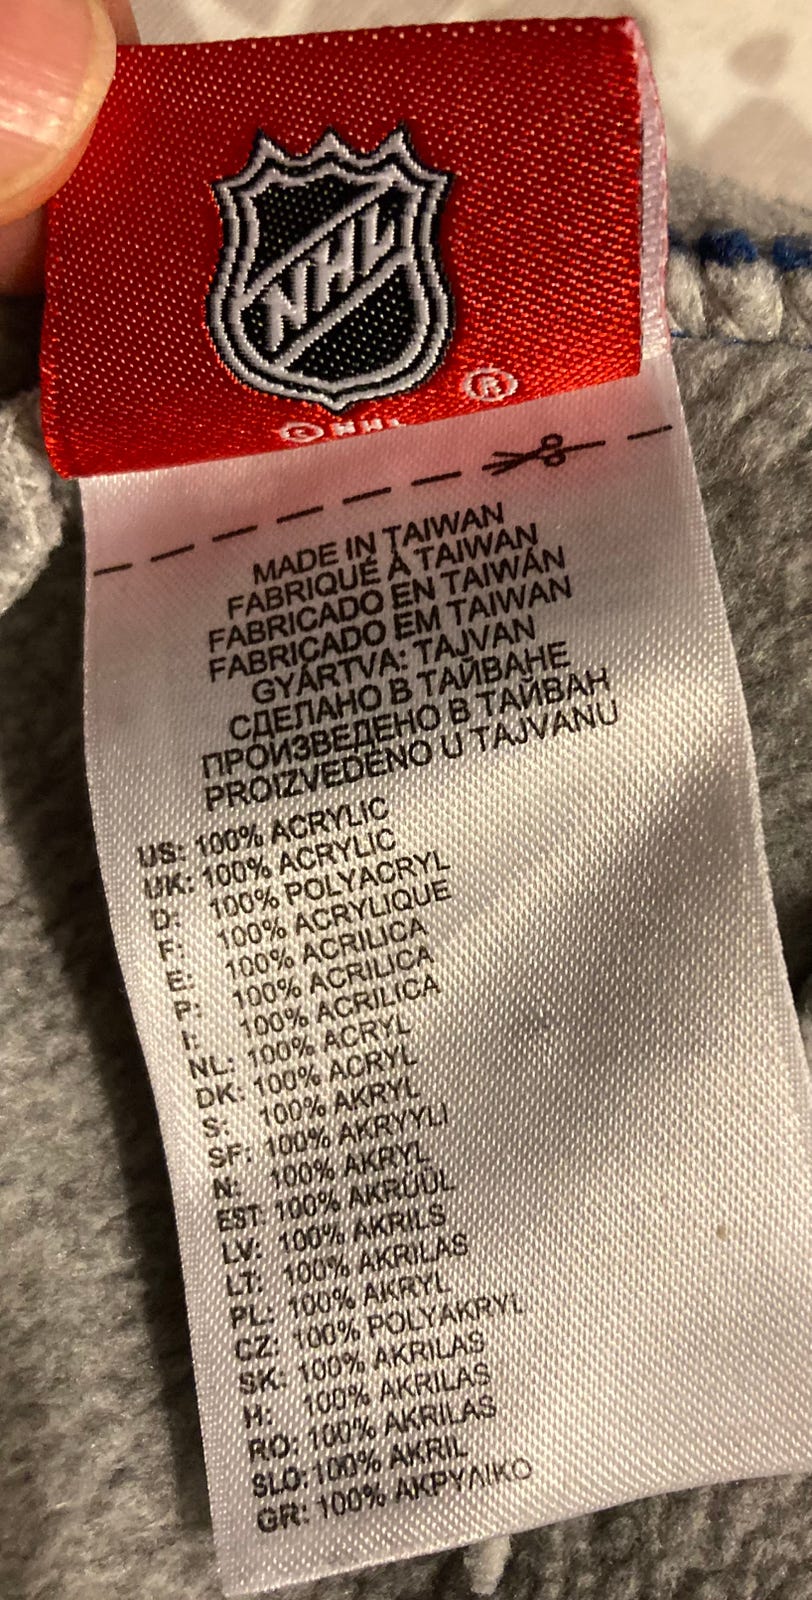 NHL
®
© NHL
MADE IN TAIWAN
FABRIQUÉ À TAIWAN
FABRICADO EN TAIWÁN
FABRICADO EM TAIWAN
GYÁRTVA: TAJVAN
СДЕЛАНО В ТАЙВАНЕ
ПРОИЗВЕДЕНО В ТАЙВАН
PROIZVEDENO U TAJVANU
US: 100% ACRYLIC
UK: 100% ACRYLIC
D: 100% POLYACRYL
F: 100% ACRYLIQUE
E: 100% ACRILICA
P: 100% ACRILICA
I: 100% ACRILICA
NL: 100% ACRYL
DK: 100% ACRYL
S: 100% AKRYL
SF: 100% AKRYYLI
N: 100% AKRYL
EST: 100% AKRÜÜL
LV: 100% AKRILS
LT: 100% AKRILAS
PL: 100% AKRYL
CZ: 100% POLYAKRYL
SK: 100% AKRILAS
H: 100% AKRILAS
RO: 100% AKRILAS
SLO: 100% AKRIL
GR: 100% ΑΚΡΥΛΙΚΟ